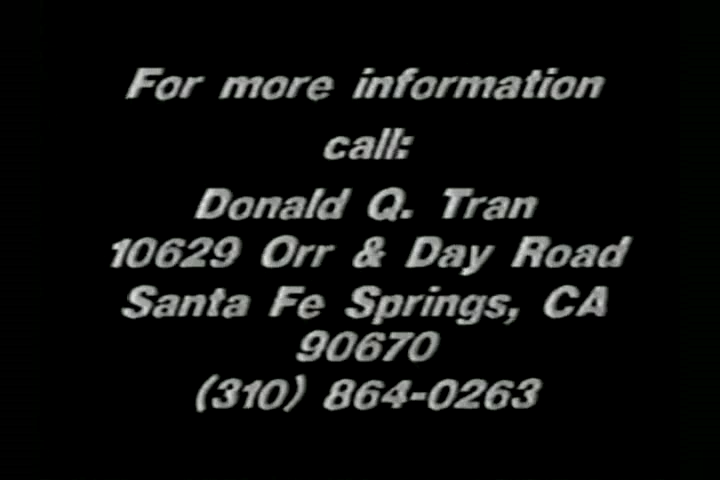 For more information
call:
Donald Q. Tran
10629 Orr & Day Road
Santa Fe Springs, CA
90670
(310) 864-0263